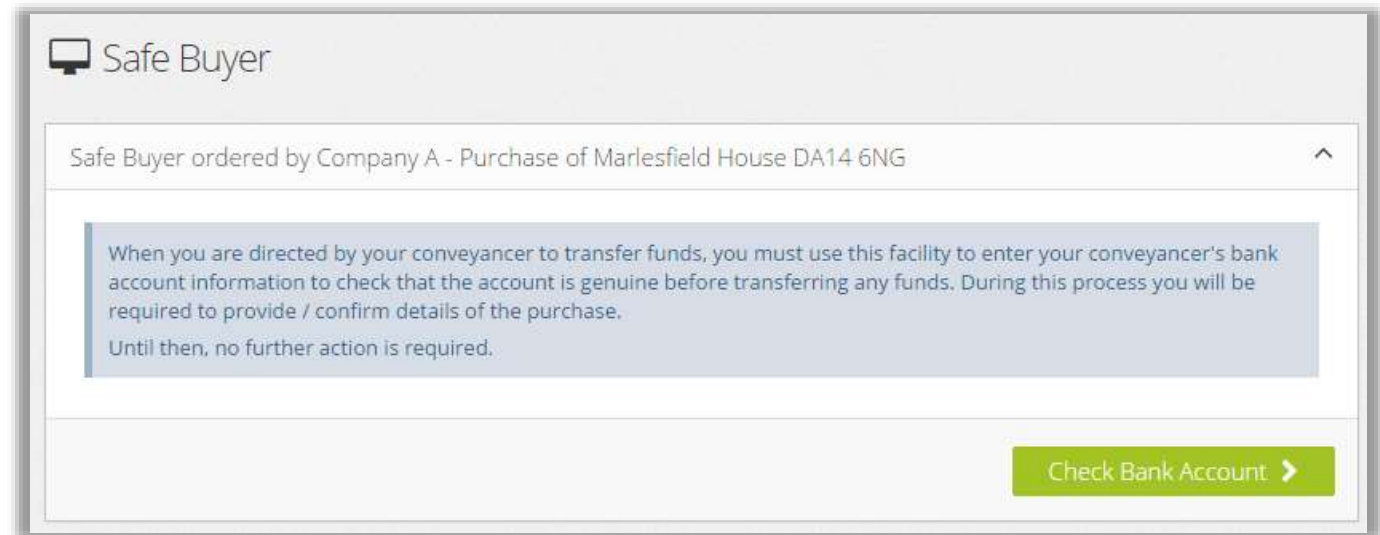 Safe Buyer
Safe Buyer ordered by Company A - Purchase of Marlesfield House DA14 6NG
When you are directed by your conveyancer to transfer funds, you must use this facility to enter your conveyancer's bank
account information to check that the account is genuine before transferring any funds. During this process you will be
required to provide / confirm details of the purchase.
Until then, no further action is required.
Check Bank Account